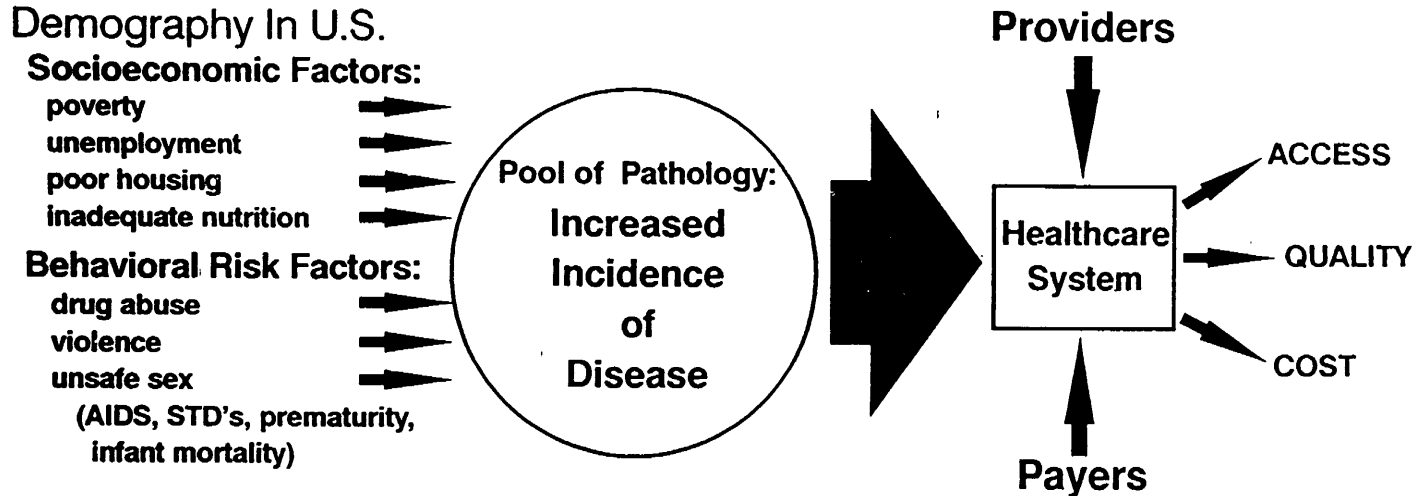 Demography In U.S.
Socioeconomic Factors:
poverty
unemployment
poor housing
inadequate nutrition
Behavioral Risk Factors:
drug abuse
violence
unsafe sex
(AIDS, STD's, prematurity,
infant mortality)
Pool of Pathology:
Increased
Incidence
of
Disease
Providers
Healthcare
System
Payers
ACCESS
QUALITY
COST